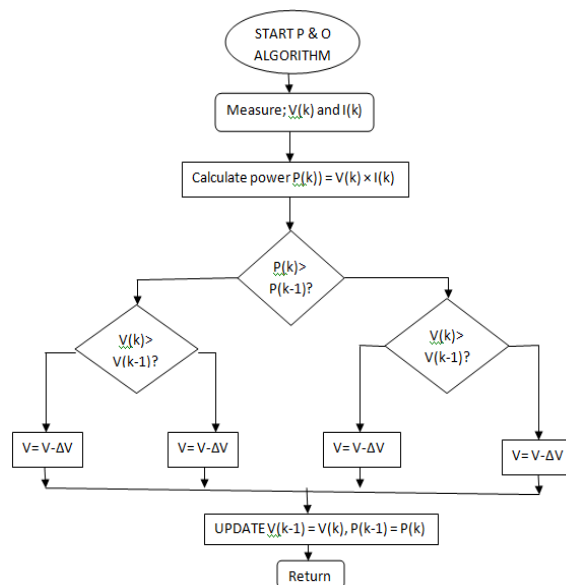 START P & O
ALGORITHM
Measure; V(k) and I(k)
Calculate power P(k)) = V(k) × I(k)
P(k)>
P(k-1)?
V(k)>
V(k-1)?
V(k)>
V(k-1)?
V= V-ΔV
V= V-ΔV
V= V-ΔV
V= V-ΔV
UPDATE V(k-1) = V(k), P(k-1) = P(k)
Return